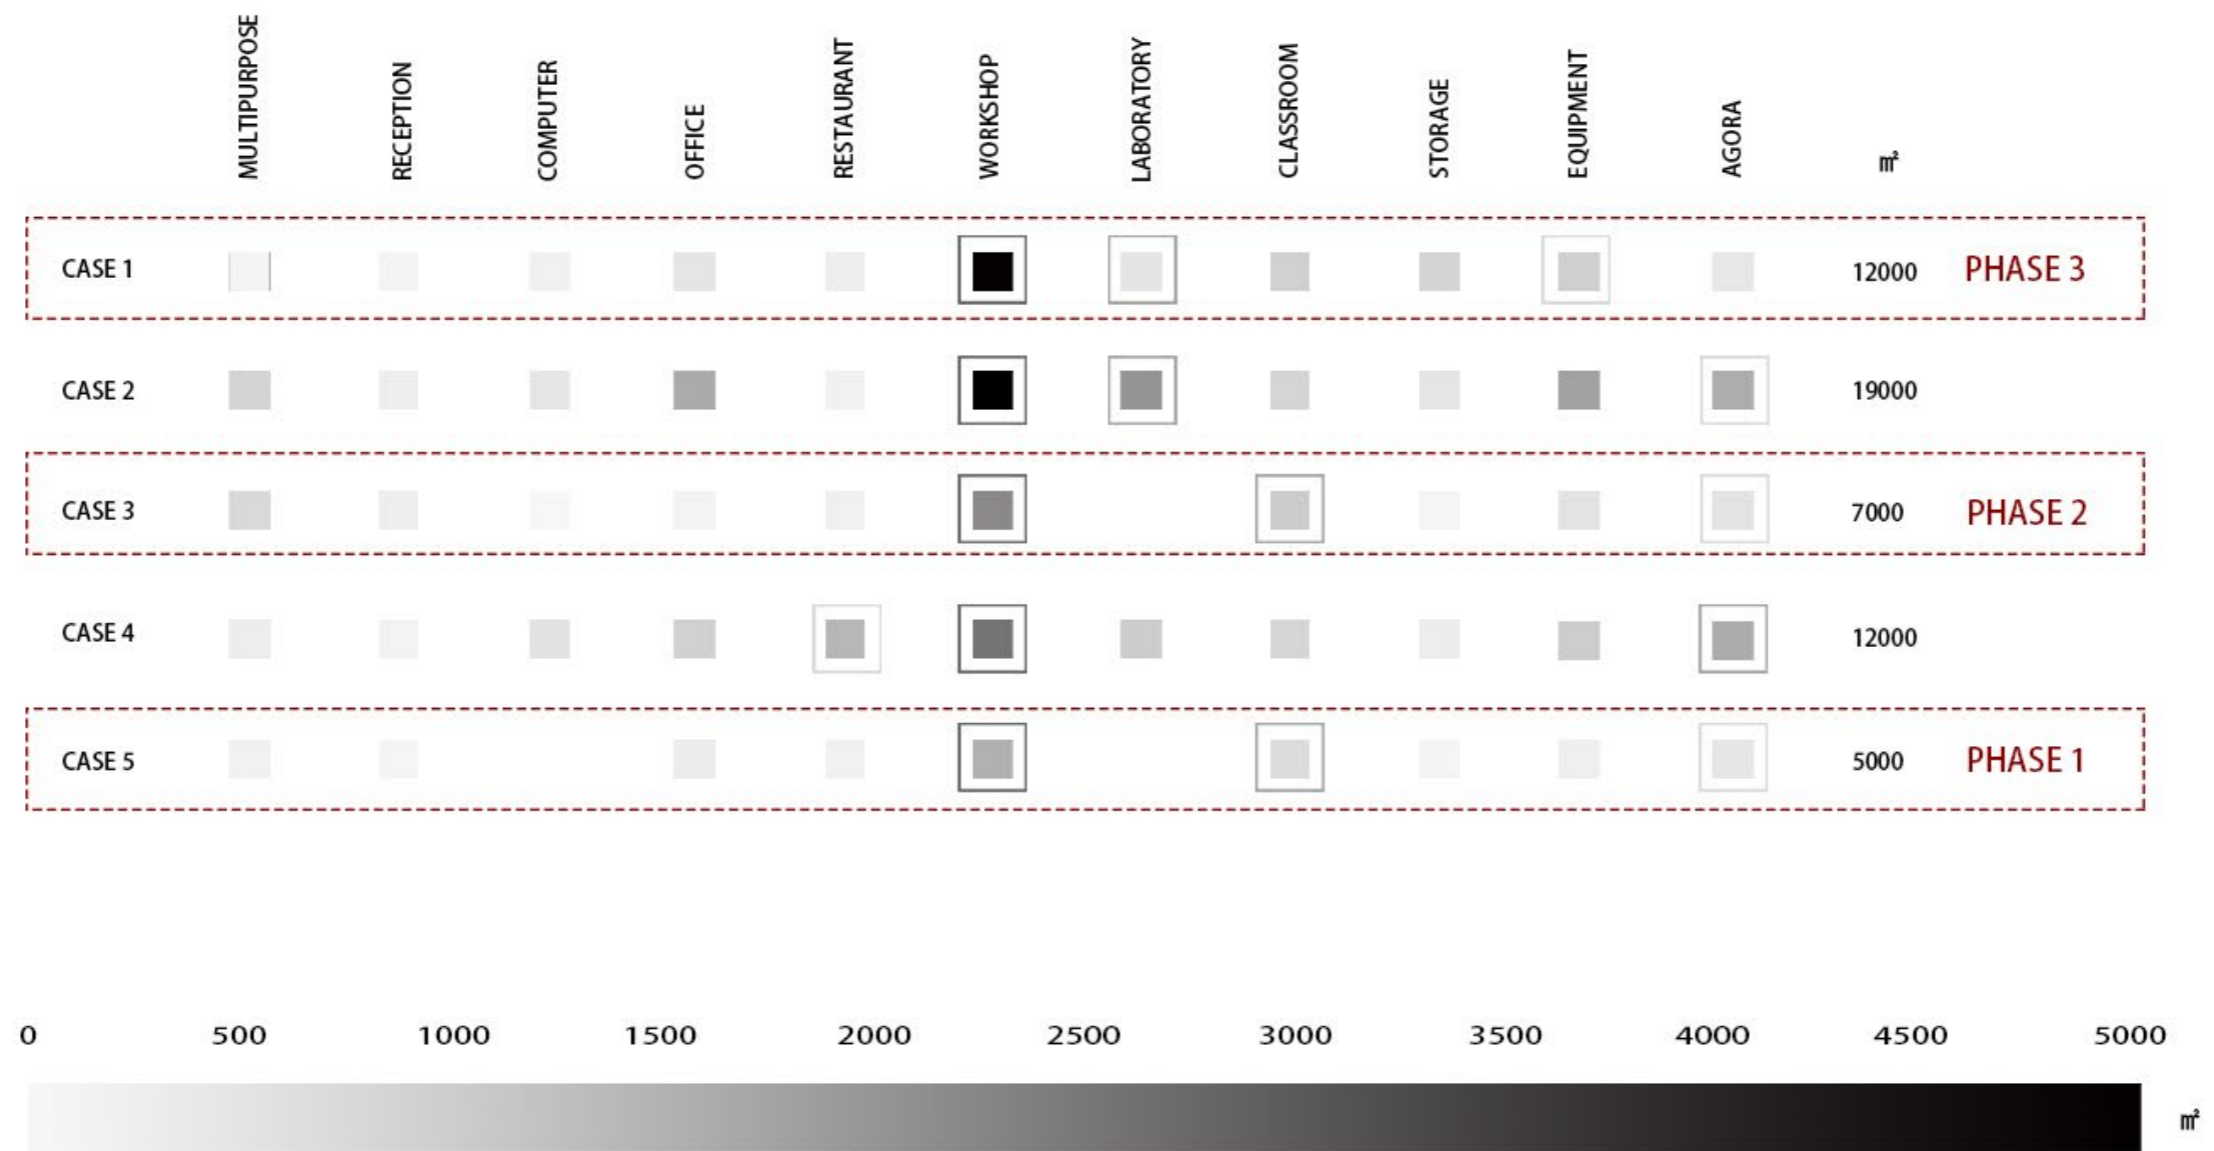 MULTIPURPOSE RECEPTION COMPUTER OFFICE RESTAURANT WORKSHOP LABORATORY CLASSROOM STORAGE EQUIPMENT AGORA ㎡
CASE 1 12000 PHASE 3
CASE 2 19000
CASE 3 7000 PHASE 2
CASE 4 12000
CASE 5 5000 PHASE 1
0 500 1000 1500 2000 2500 3000 3500 4000 4500 5000
㎡